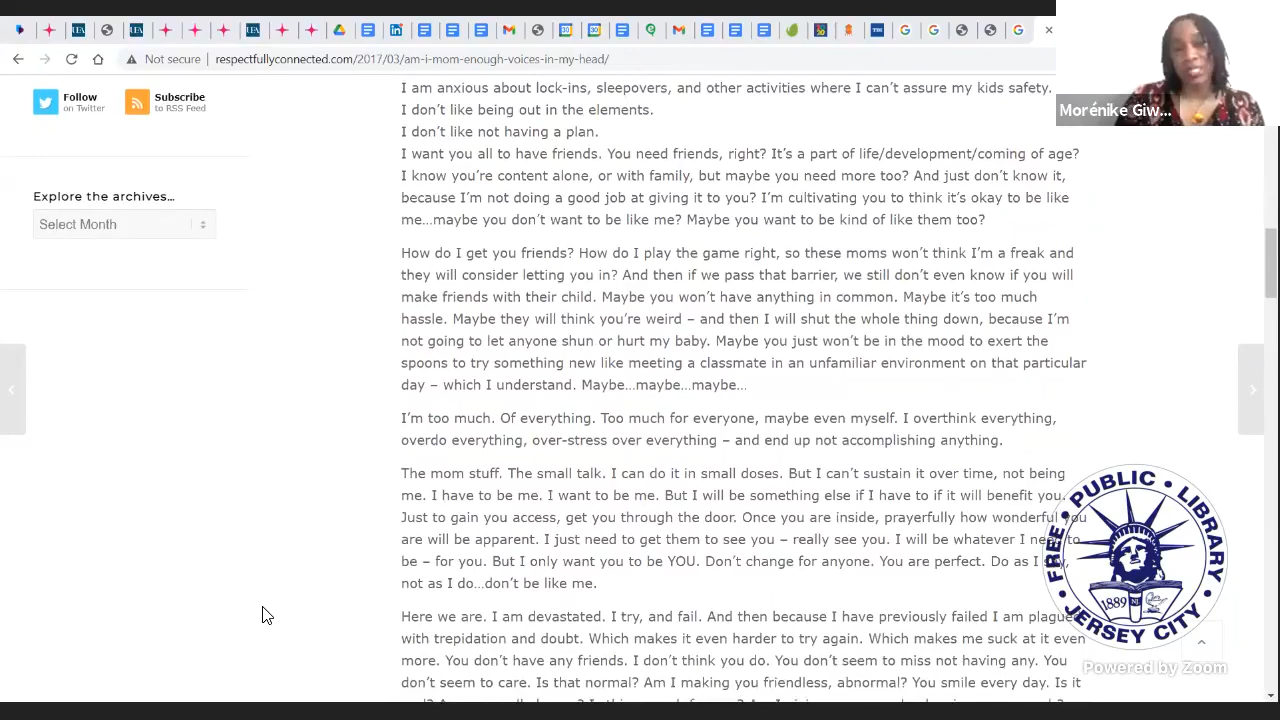 Not secure
respectfullyconnected.com/2017/03/am-i-mom-enough-voices-in-my-head/
Morénike Giw...
Follow
on Twitter
Subscribe
to RSS Feed
Explore the archives…
Select Month
I am anxious about lock-ins, sleepovers, and other activities where I can't assure my kids safety.
I don't like being out in the elements.
I don't like not having a plan.
I want you all to have friends. You need friends, right? It's a part of life/development/coming of age?
I know you're content alone, or with family, but maybe you need more too? And just don't know it,
because I'm not doing a good job at giving it to you? I'm cultivating you to think it's okay to be like
me…maybe you don't want to be like me? Maybe you want to be kind of like them too?
How do I get you friends? How do I play the game right, so these moms won't think I'm a freak and
they will consider letting you in? And then if we pass that barrier, we still don't even know if you will
make friends with their child. Maybe you won't have anything in common. Maybe it's too much
hassle. Maybe they will think you're weird – and then I will shut the whole thing down, because I'm
not going to let anyone shun or hurt my baby. Maybe you just won't be in the mood to exert the
spoons to try something new like meeting a classmate in an unfamiliar environment on that particular
day – which I understand. Maybe…maybe…maybe…
I'm too much. Of everything. Too much for everyone, maybe even myself. I overthink everything,
overdo everything, over-stress over everything – and end up not accomplishing anything.
The mom stuff. The small talk. I can do it in small doses. But I can't sustain it over time, not being
me. I have to be me. I want to be me. But I will be something else if I have to if it will benefit you.
Just to gain you access, get you through the door. Once you are inside, prayerfully how wonderful you
are will be apparent. I just need to get them to see you – really see you. I will be whatever I need to
be – for you. But I only want you to be YOU. Don't change for anyone. You are perfect. Do as I say,
not as I do…don't be like me.
Here we are. I am devastated. I try, and fail. And then because I have previously failed I am plagued
with trepidation and doubt. Which makes it even harder to try again. Which makes me suck at it even
more. You don't have any friends. I don't think you do. You don't seem to miss not having any. You
don't seem to care. Is that normal? Am I making you friendless, abnormal? You smile every day. Is it
FREE • PUBLIC • LIBRARY
1889
JERSEY CITY
Powered by Zoom